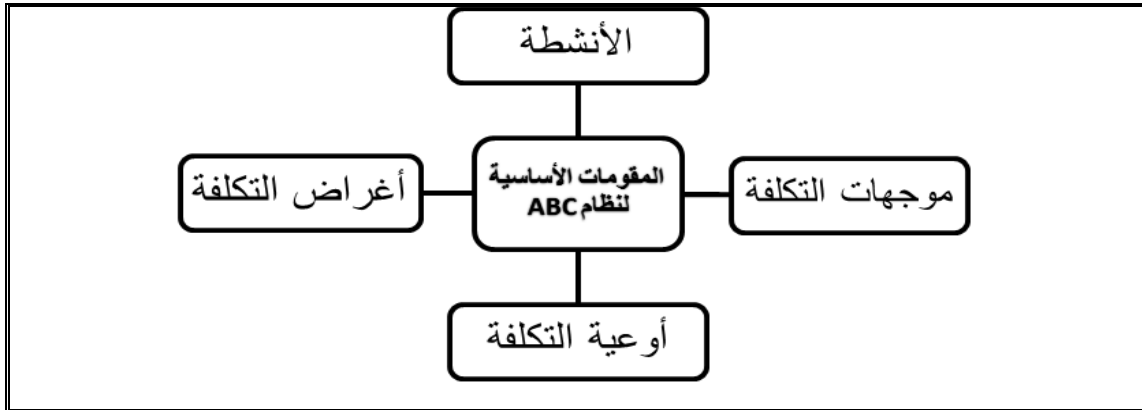 الأنشطة
موجهات التكلفة
المقومات الأساسية
لنظام ABC
أغراض التكلفة
أوعية التكلفة